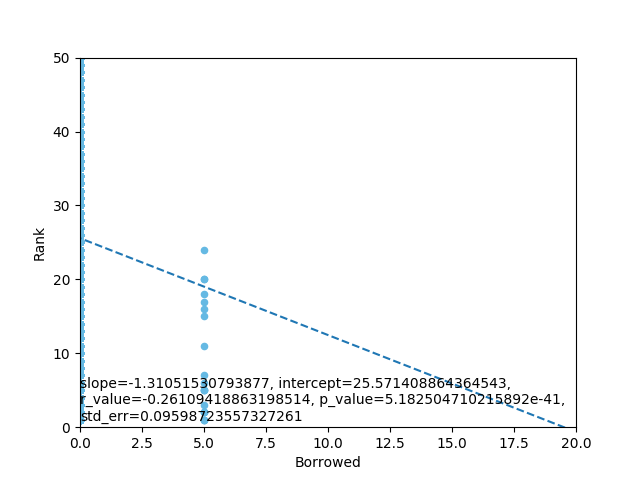 50
40
30
20
10
0
Rank
slope=-1.31051530793877, intercept=25.571408864364543,
r_value=-0.26109418863198514, p_value=5.182504710215892e-41,
std_err=0.09598723557327261
0.0 2.5 5.0 7.5 10.0 12.5 15.0 17.5 20.0
Borrowed